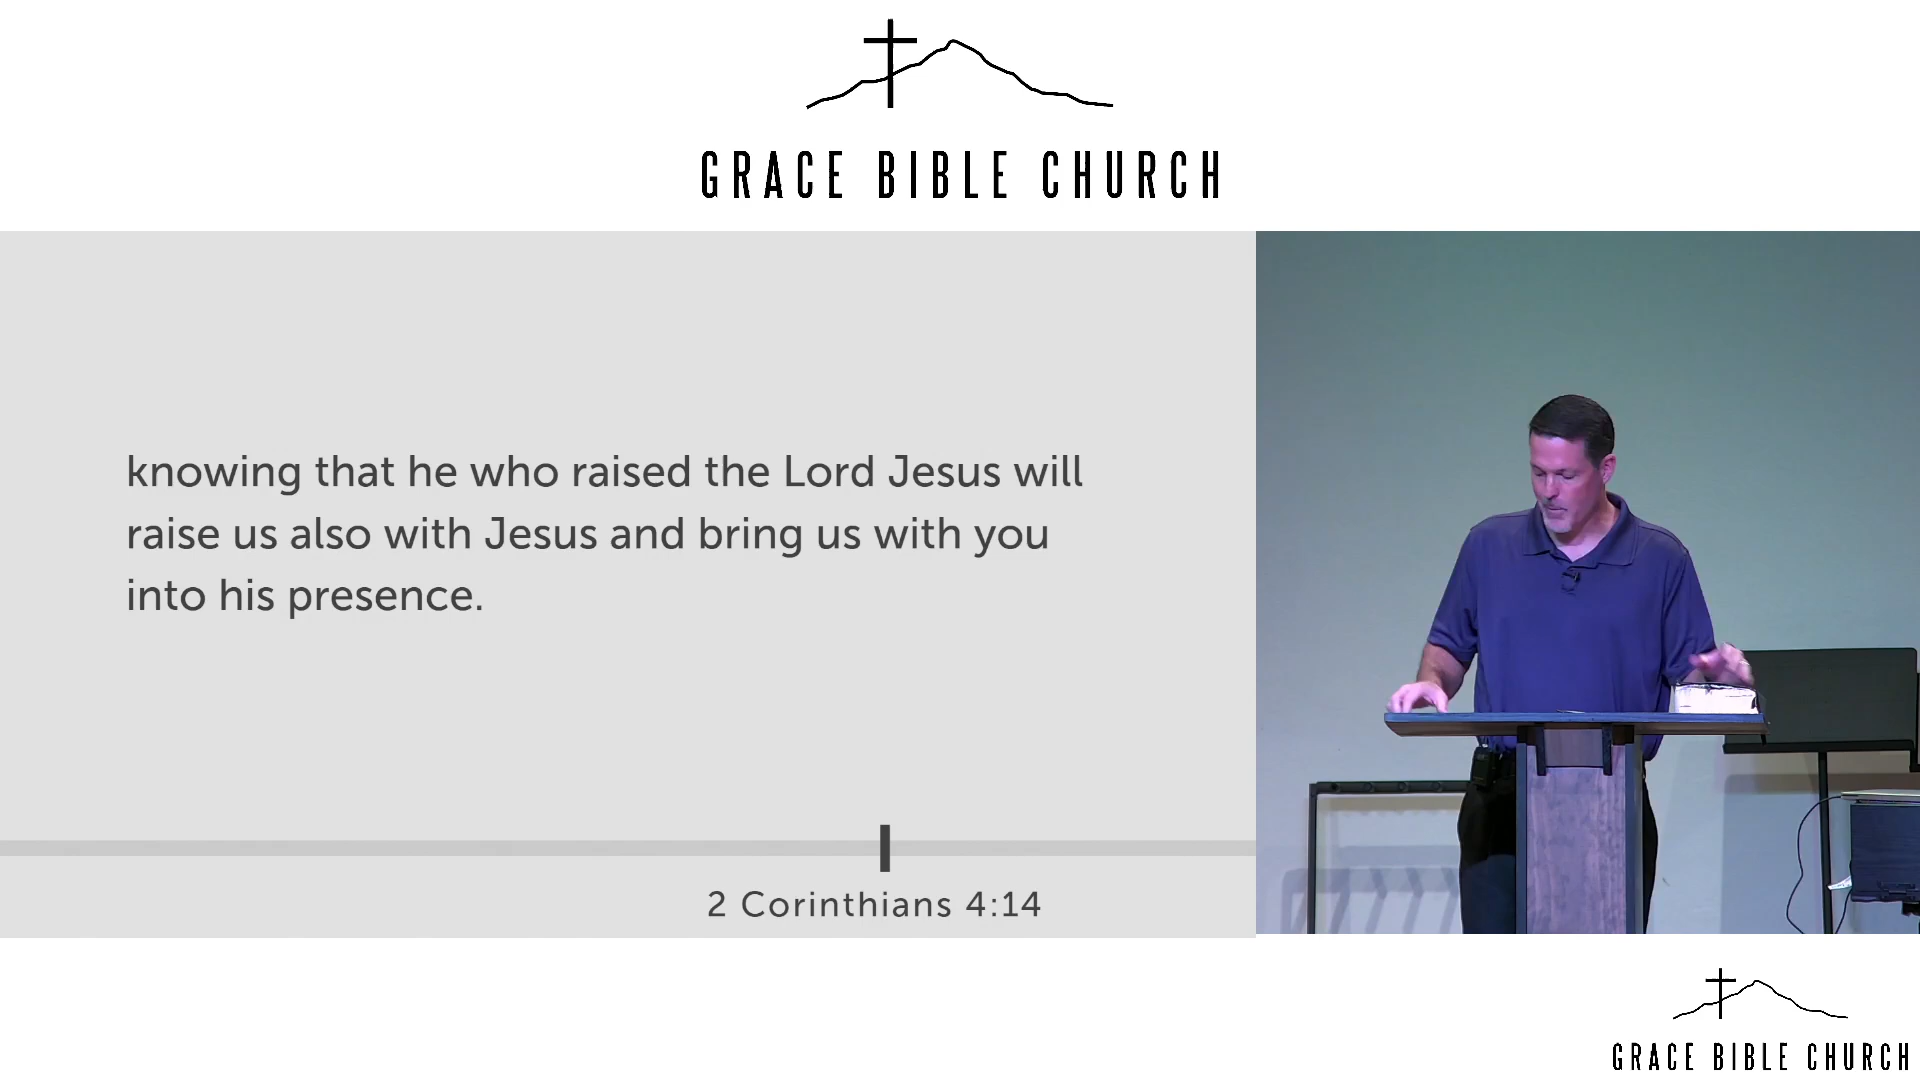 GRACE BIBLE CHURCH
knowing that he who raised the Lord Jesus will
raise us also with Jesus and bring us with you
into his presence.
2 Corinthians 4:14
GRACE BIBLE CHURCH